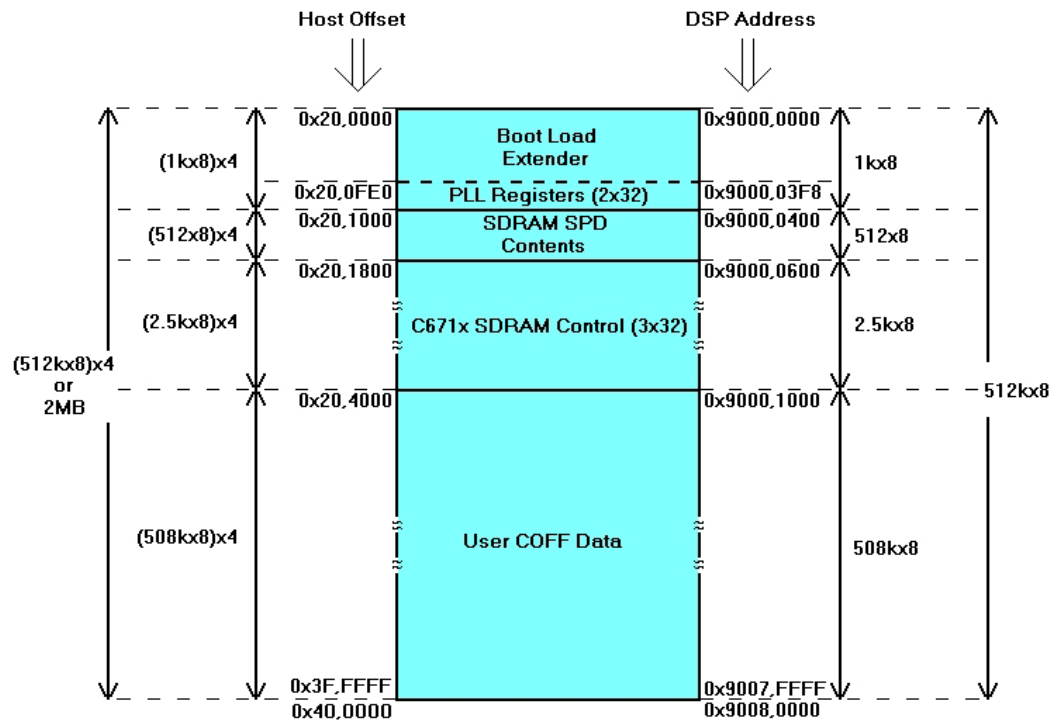 Host Offset
DSP Address
0x20,0000
0x9000,0000
Boot Load
Extender
(1kx8)x4
1kx8
0x20,0FE0
PLL Registers (2x32)
0x9000,03F8
0x20,1000
0x9000,0400
(512x8)x4
SDRAM SPD
Contents
512x8
0x20,1800
0x9000,0600
(2.5kx8)x4
C671x SDRAM Control (3x32)
2.5kx8
(512kx8)x4
or
2MB
512kx8
0x20,4000
0x9000,1000
(508kx8)x4
User COFF Data
508kx8
0x3F,FFFF
0x9007,FFFF
0x40,0000
0x9008,0000